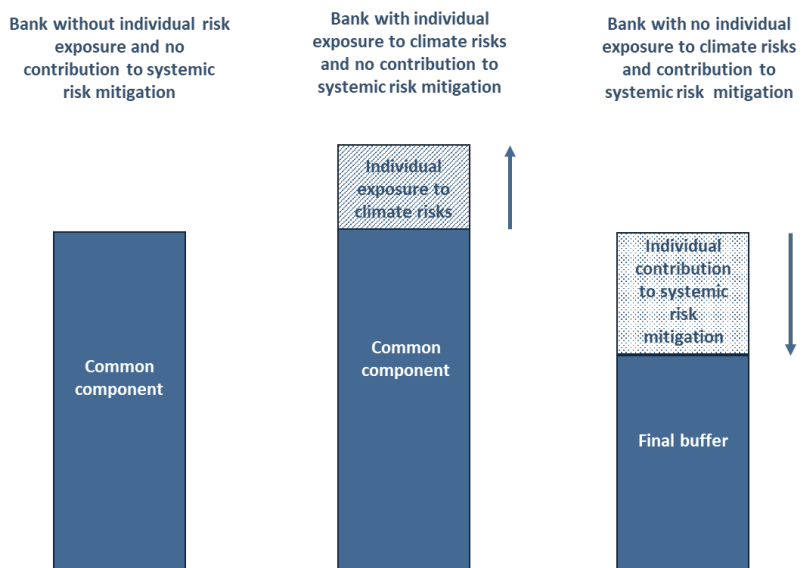 Bank without individual risk
exposure and no
contribution to systemic
risk mitigation
Bank with individual
exposure to climate risks
and no contribution to
systemic risk mitigation
Bank with no individual
exposure to climate risks
and contribution to
systemic risk mitigation
Common
component
Individual
exposure to
climate risks
Common
component
Individual
contribution
to systemic
risk
mitigation
Final buffer